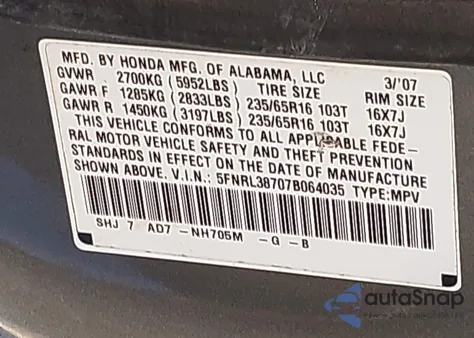 MFD. BY HONDA MFG. OF ALABAMA, LLC 3/'07
GVWR 2700KG (5952LBS) TIRE SIZE RIM SIZE
GAWR F 1285KG (2833LBS) 235/65R16 103T 16X7J
GAWR R 1450KG (3197LBS) 235/65R16 103T 16X7J
THIS VEHICLE CONFORMS TO ALL APPLICABLE FEDE-
RAL MOTOR VEHICLE SAFETY AND THEFT PREVENTION
STANDARDS IN EFFECT ON THE DATE OF MANUFACTURE
SHOWN ABOVE. V.I.N.: 5FNRL38707B064035 TYPE:MPV
SHJ 7 AD7 -NH705M -G -B
autoSnap